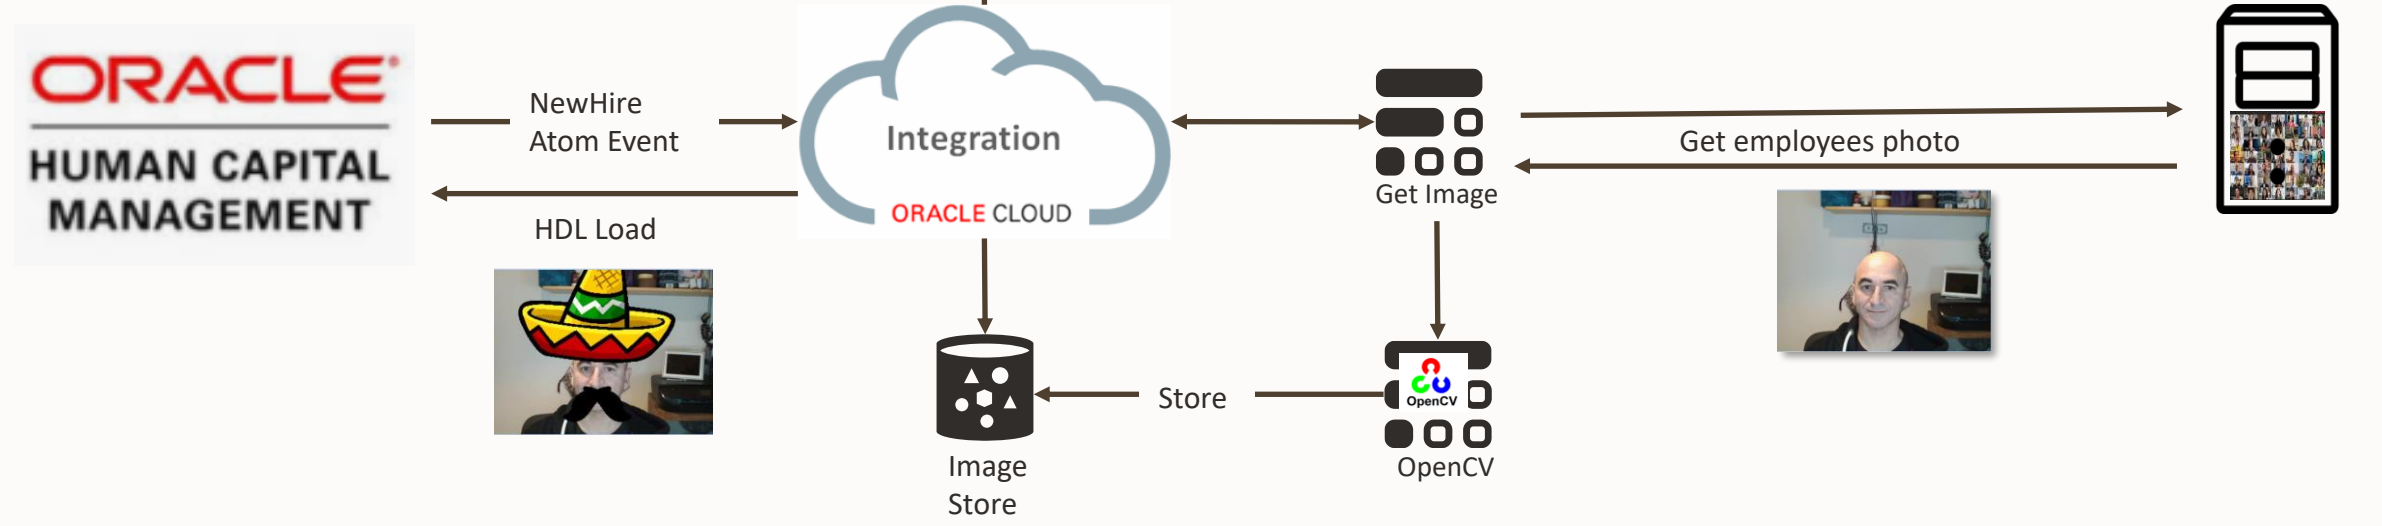 ORACLE®
HUMAN CAPITAL
MANAGEMENT
NewHire
Atom Event
HDL Load
Integration
ORACLE CLOUD
Get Image
Get employees photo
OpenCV
OpenCV
Store
Image
Store